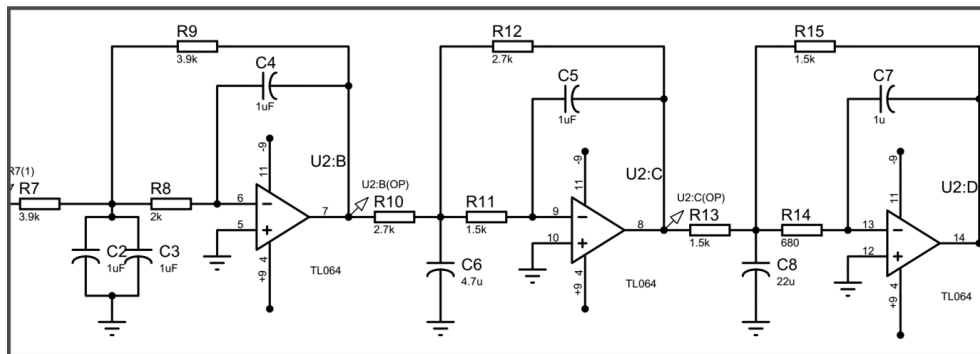 R9
3.9k
R12
2.7k
R15
1.5k
C4
1uF
C5
1uF
C7
1u
-9
11
U2:B
-9
11
U2:C
-9
11
U2:D
R7(1)
R7
3.9k
R8
2k
6
5
7
U2:B(OP)
R10
2.7k
R11
1.5k
9
10
8
U2:C(OP)
R13
1.5k
R14
680
13
12
14
C2
1uF
C3
1uF
+9
4
TL064
C6
4.7u
+9
4
TL064
C8
22u
+9
4
TL064